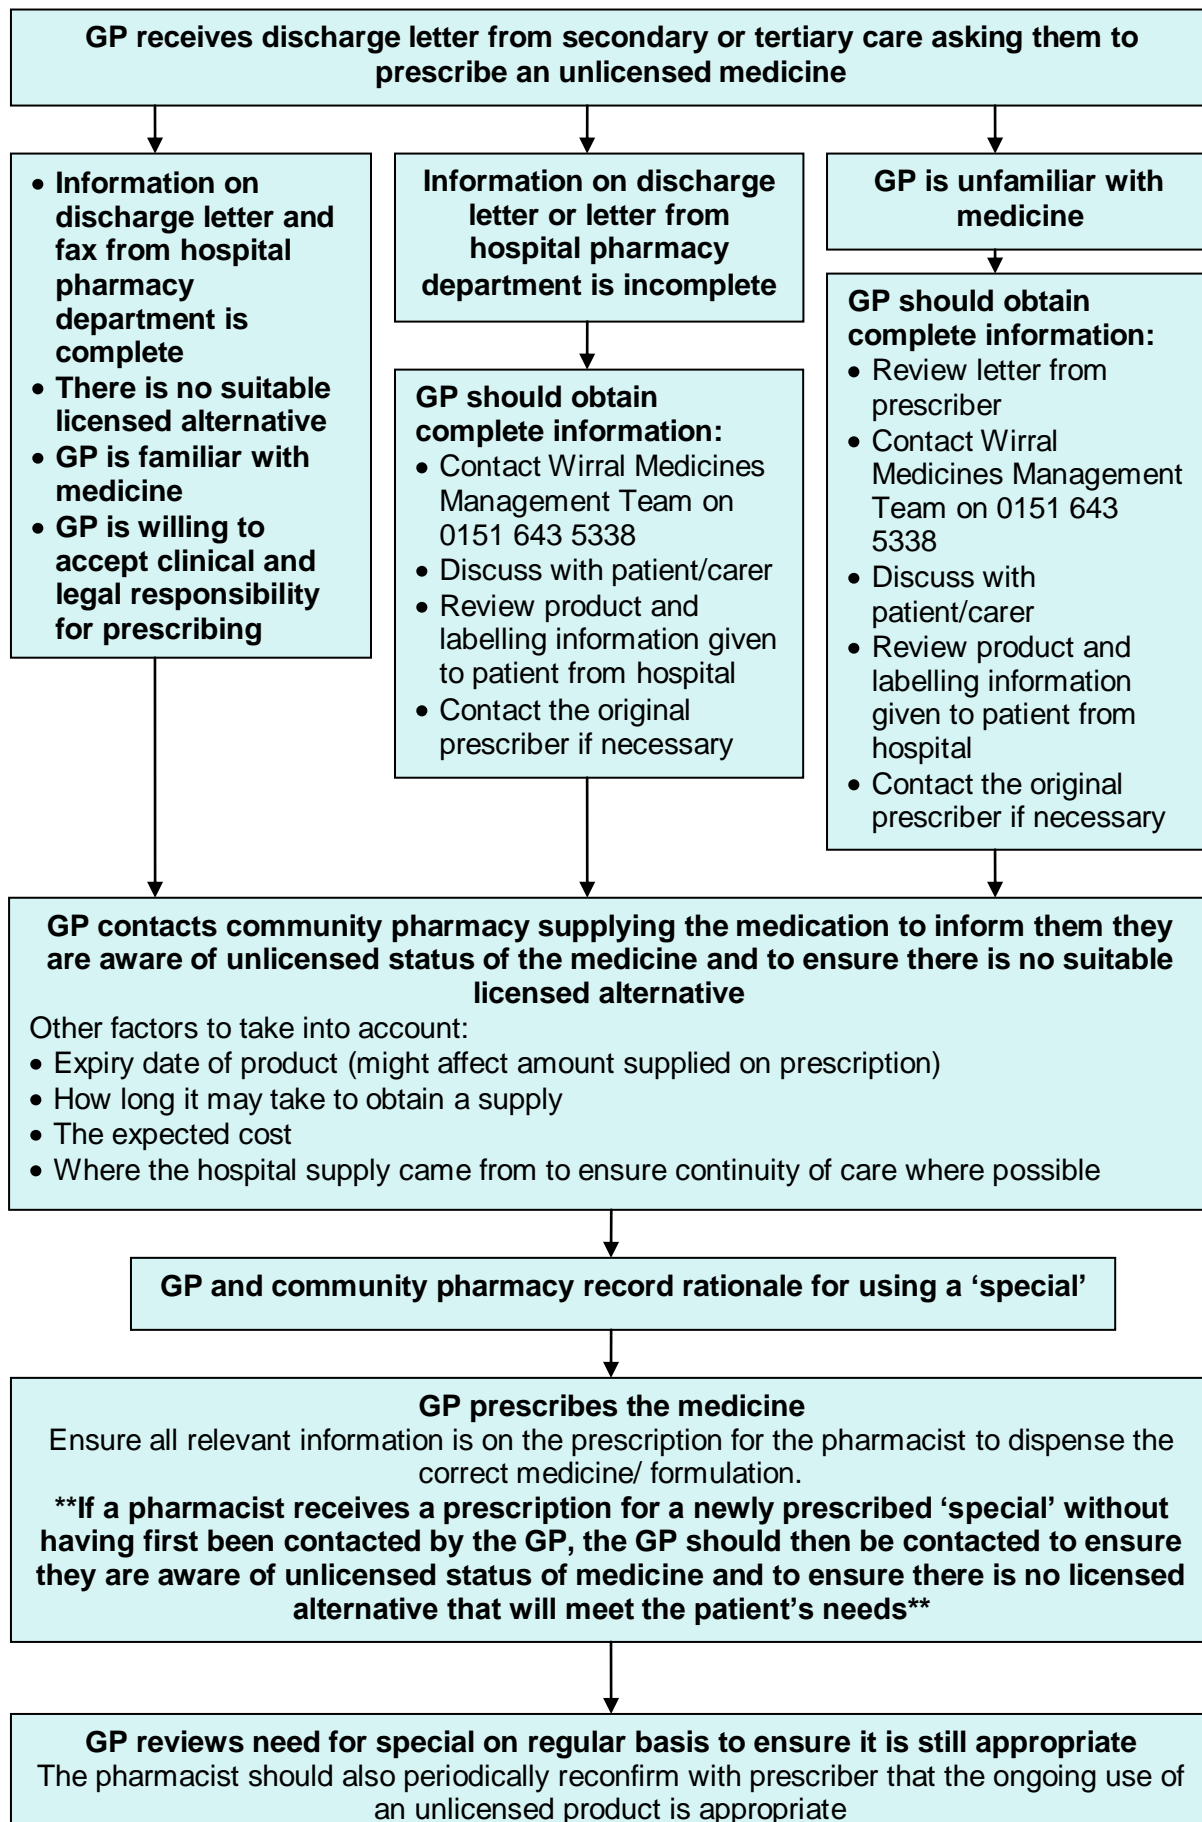 GP receives discharge letter from secondary or tertiary care asking them to
prescribe an unlicensed medicine
• Information on
discharge letter and
fax from hospital
pharmacy
department is
complete
• There is no suitable
licensed alternative
• GP is familiar with
medicine
• GP is willing to
accept clinical and
legal responsibility
for prescribing
Information on discharge
letter or letter from
hospital pharmacy
department is incomplete
GP should obtain
complete information:
• Contact Wirral Medicines
Management Team on
0151 643 5338
• Discuss with patient/carer
• Review product and
labelling information given
to patient from hospital
• Contact the original
prescriber if necessary
GP is unfamiliar with
medicine
GP should obtain
complete information:
• Review letter from
prescriber
• Contact Wirral
Medicines Management
Team on 0151 643
5338
• Discuss with
patient/carer
• Review product and
labelling information
given to patient from
hospital
• Contact the original
prescriber if necessary
GP contacts community pharmacy supplying the medication to inform them they
are aware of unlicensed status of the medicine and to ensure there is no suitable
licensed alternative
Other factors to take into account:
• Expiry date of product (might affect amount supplied on prescription)
• How long it may take to obtain a supply
• The expected cost
• Where the hospital supply came from to ensure continuity of care where possible
GP and community pharmacy record rationale for using a ‘special’
GP prescribes the medicine
Ensure all relevant information is on the prescription for the pharmacist to dispense the
correct medicine/ formulation.
**If a pharmacist receives a prescription for a newly prescribed ‘special’ without
having first been contacted by the GP, the GP should then be contacted to ensure
they are aware of unlicensed status of medicine and to ensure there is no licensed
alternative that will meet the patient’s needs**
GP reviews need for special on regular basis to ensure it is still appropriate
The pharmacist should also periodically reconfirm with prescriber that the ongoing use of
an unlicensed product is appropriate